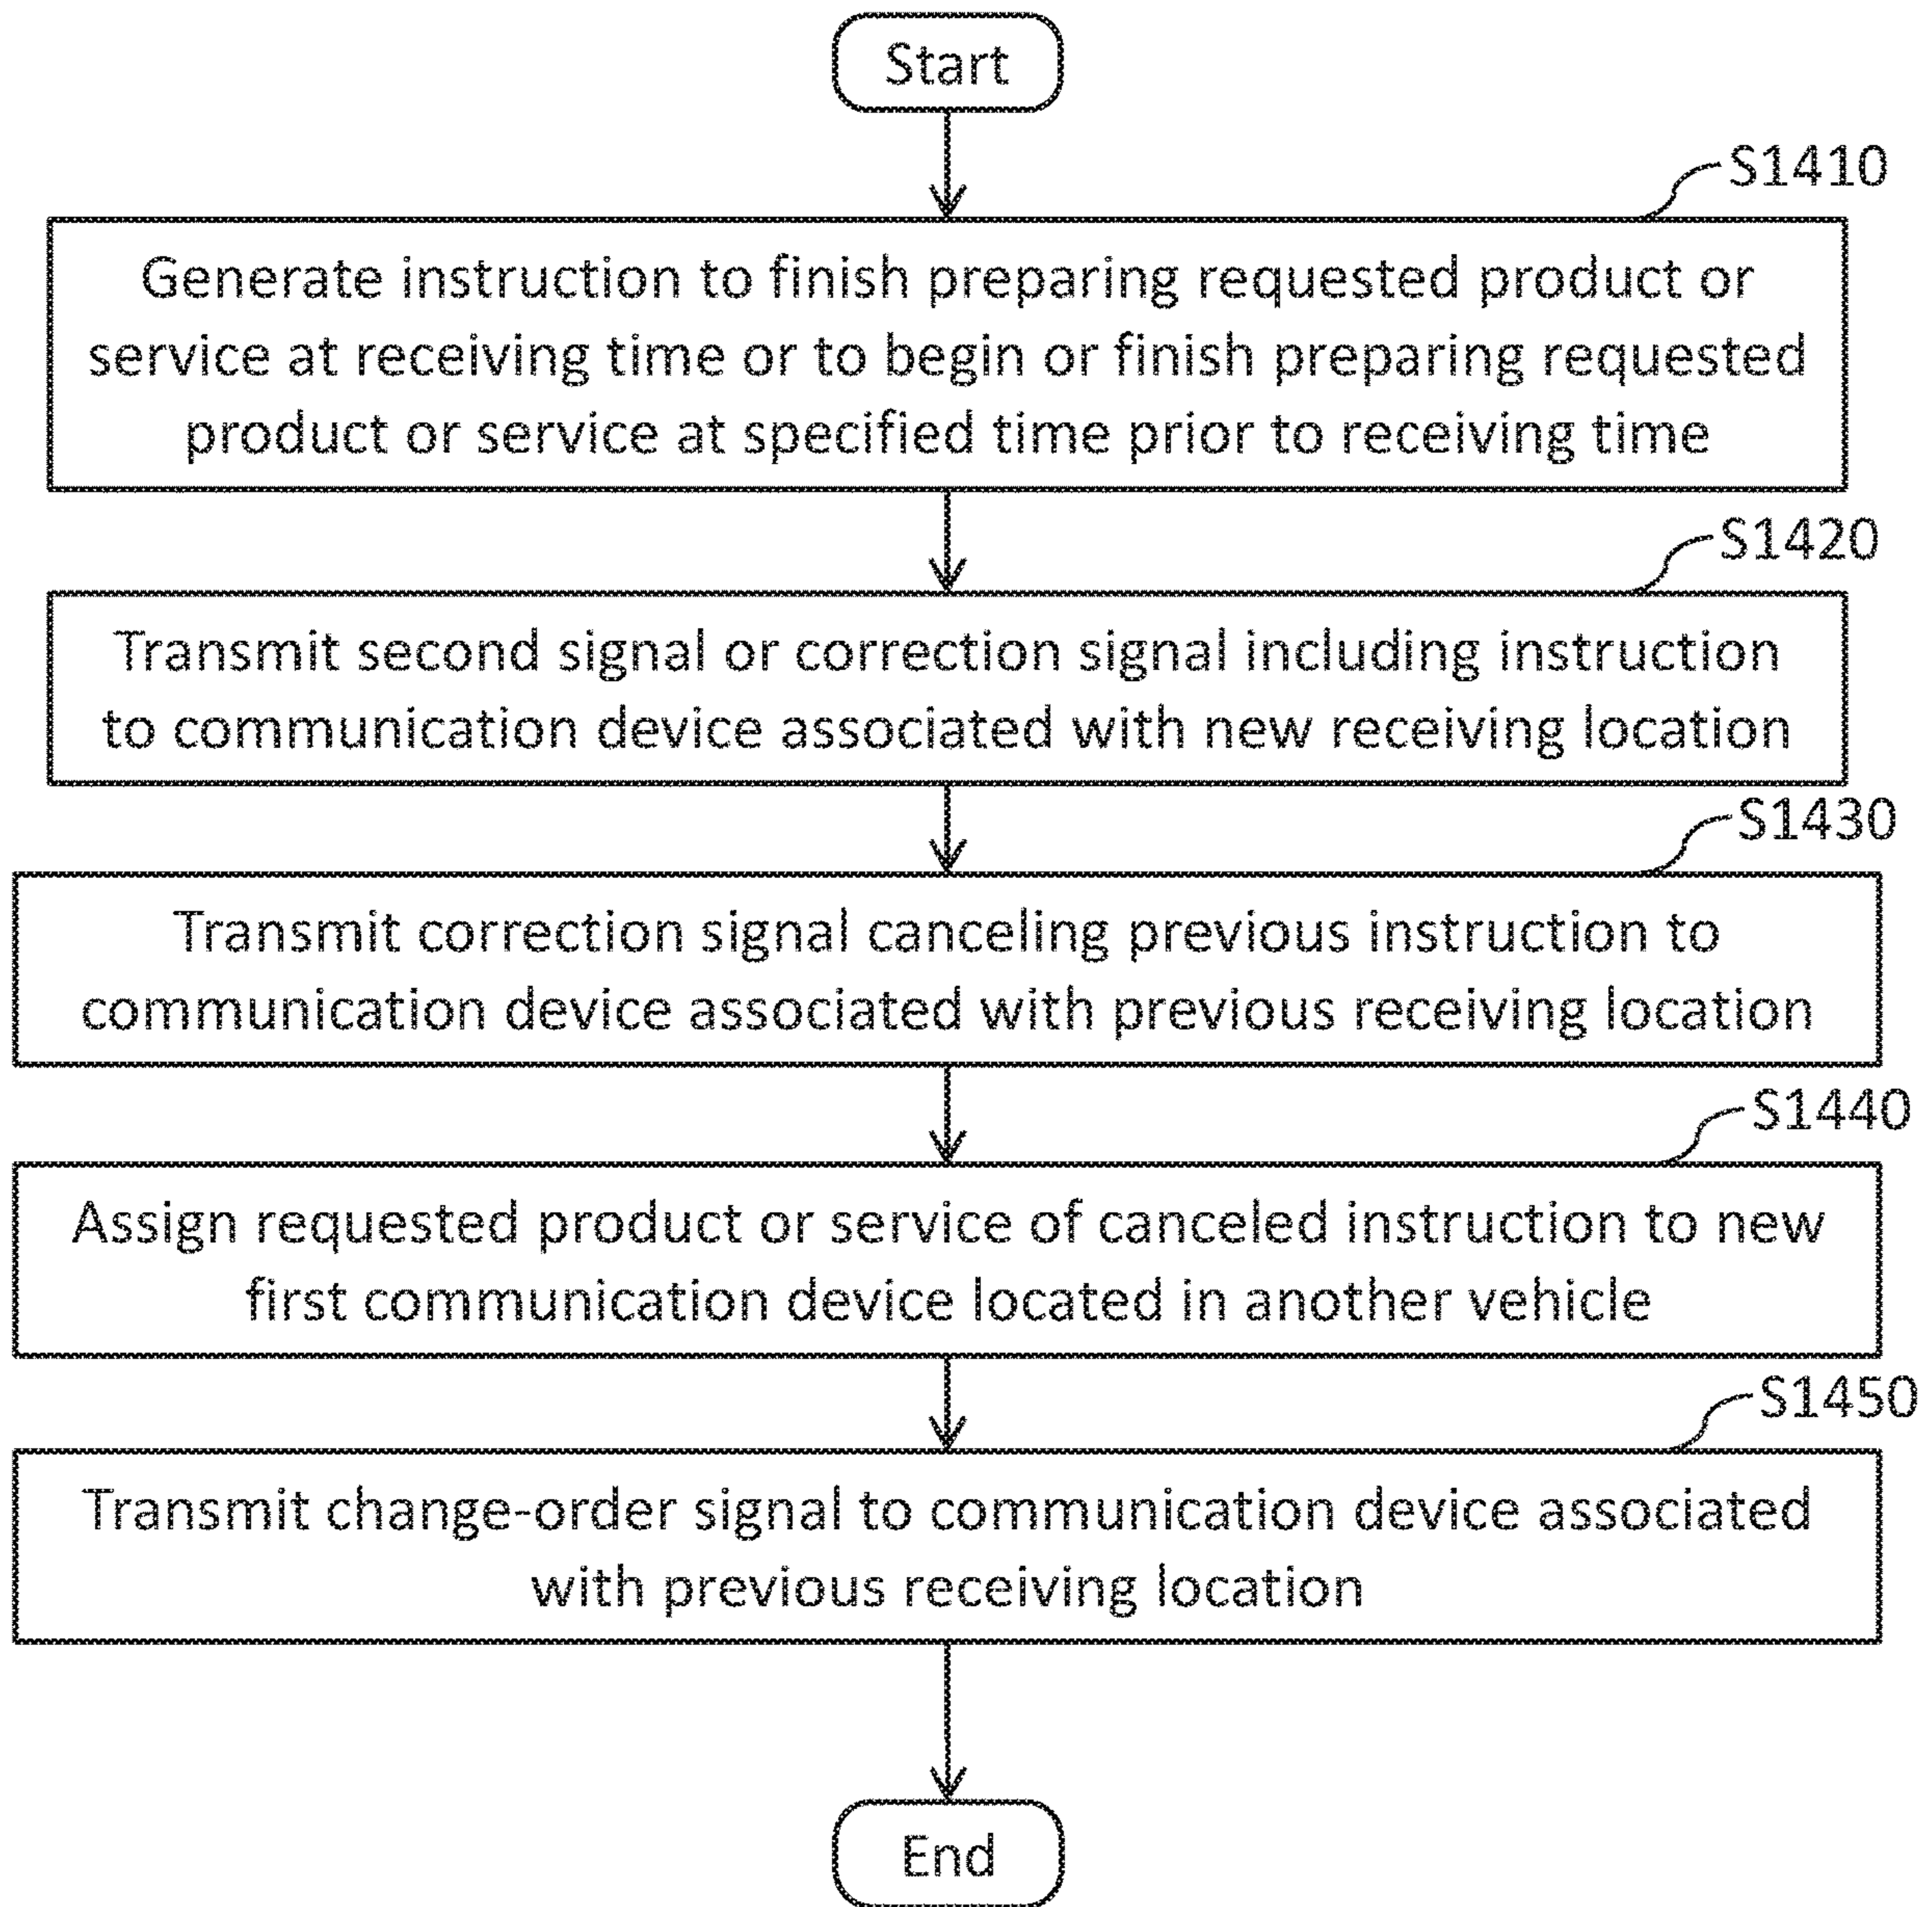 Start
S1410
Generate instruction to finish preparing requested product or
service at receiving time or to begin or finish preparing requested
product or service at specified time prior to receiving time
S1420
Transmit second signal or correction signal including instruction
to communication device associated with new receiving location
S1430
Transmit correction signal canceling previous instruction to
communication device associated with previous receiving location
S1440
Assign requested product or service of canceled instruction to new
first communication device located in another vehicle
S1450
Transmit change-order signal to communication device associated
with previous receiving location
End